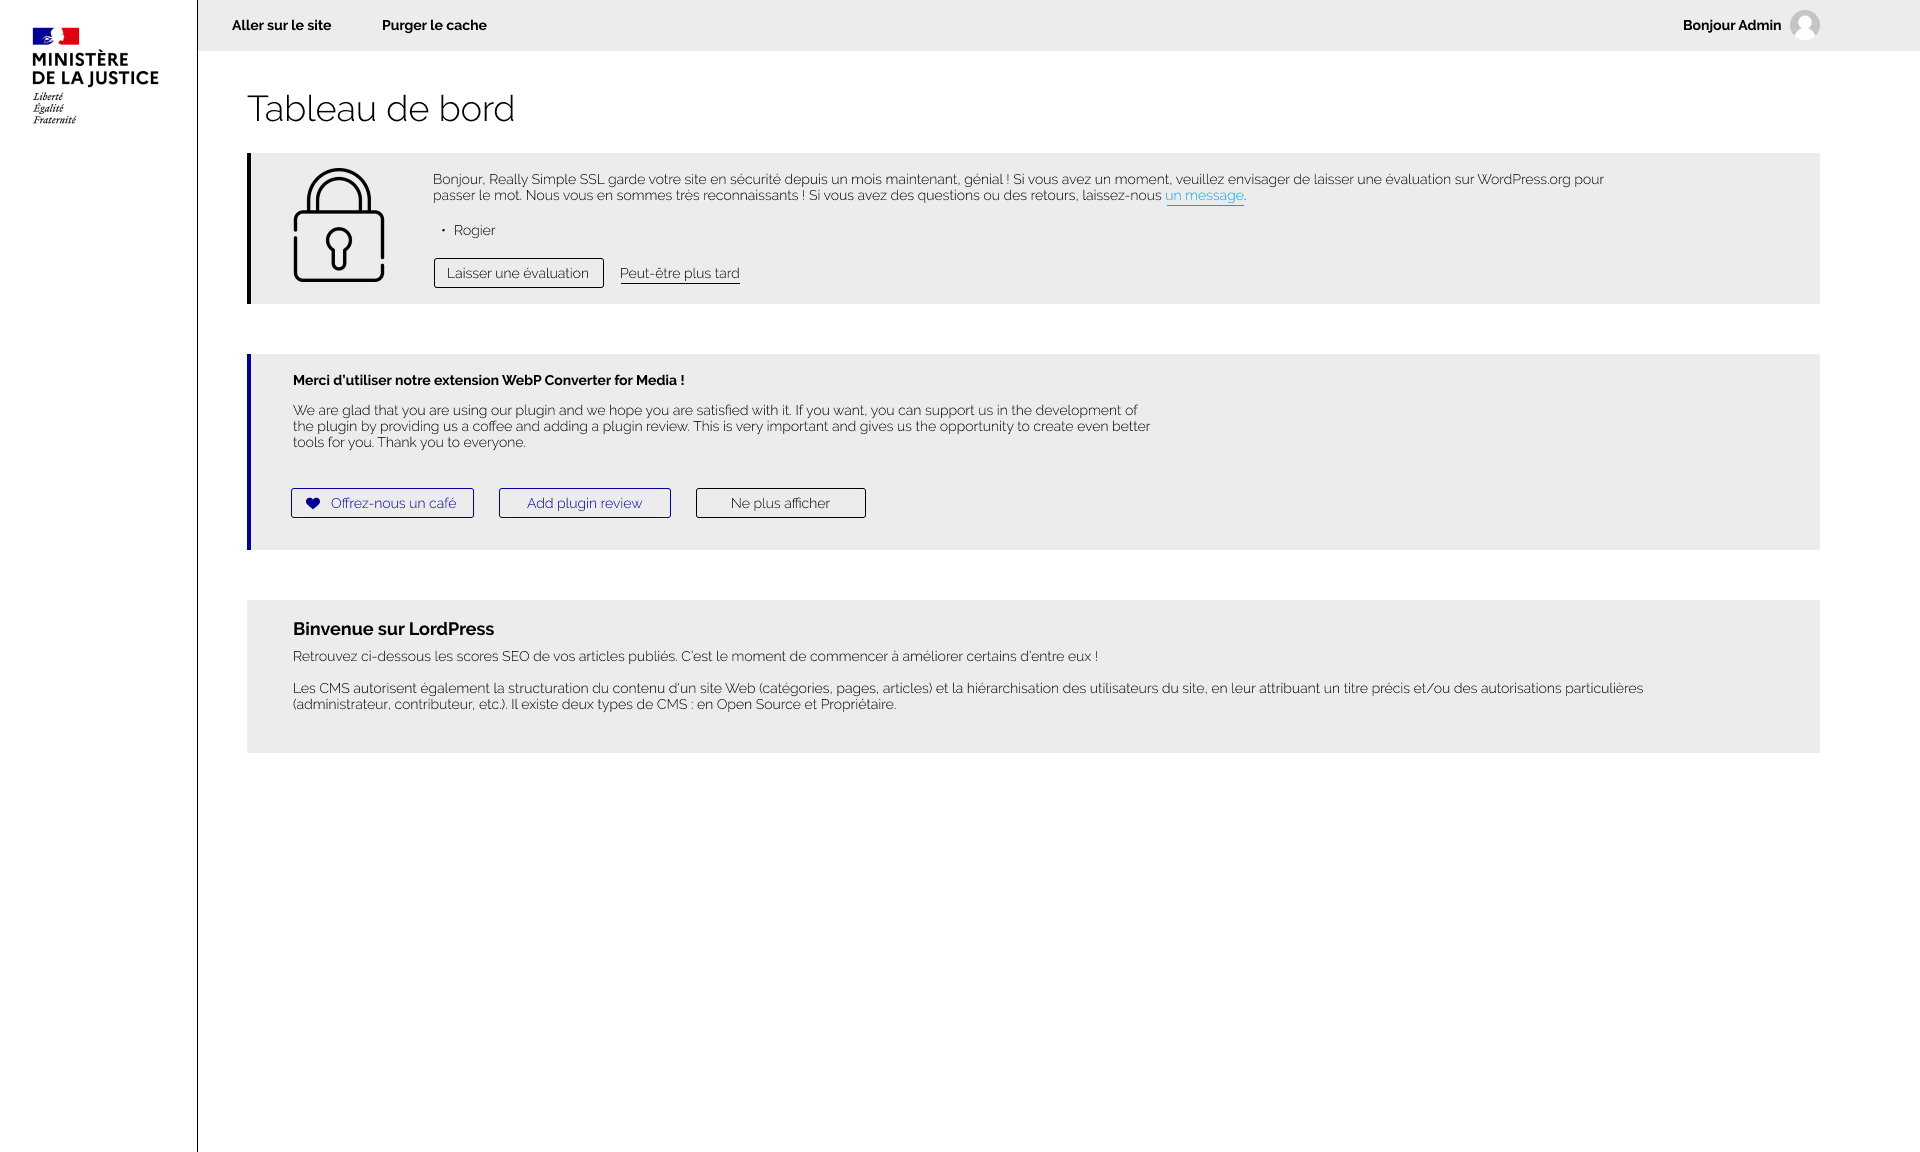 MINISTÈRE
DE LA JUSTICE
Liberté
Égalité
Fraternité
Aller sur le site
Purger le cache
Bonjour Admin
Tableau de bord
Bonjour, Really Simple SSL garde votre site en sécurité depuis un mois maintenant, génial ! Si vous avez un moment, veuillez envisager de laisser une évaluation sur WordPress.org pour
passer le mot. Nous vous en sommes très reconnaissants ! Si vous avez des questions ou des retours, laissez-nous un message.
• Rogier
Laisser une évaluation
Peut-être plus tard
Merci d'utiliser notre extension WebP Converter for Media !
We are glad that you are using our plugin and we hope you are satisfied with it. If you want, you can support us in the development of
the plugin by providing us a coffee and adding a plugin review. This is very important and gives us the opportunity to create even better
tools for you. Thank you to everyone.
Offrez-nous un café
Add plugin review
Ne plus afficher
Binvenue sur LordPress
Retrouvez ci-dessous les scores SEO de vos articles publiés. C'est le moment de commencer à améliorer certains d'entre eux !
Les CMS autorisent également la structuration du contenu d'un site Web (catégories, pages, articles) et la hiérarchisation des utilisateurs du site, en leur attribuant un titre précis et/ou des autorisations particulières
(administrateur, contributeur, etc.). Il existe deux types de CMS : en Open Source et Propriétaire.